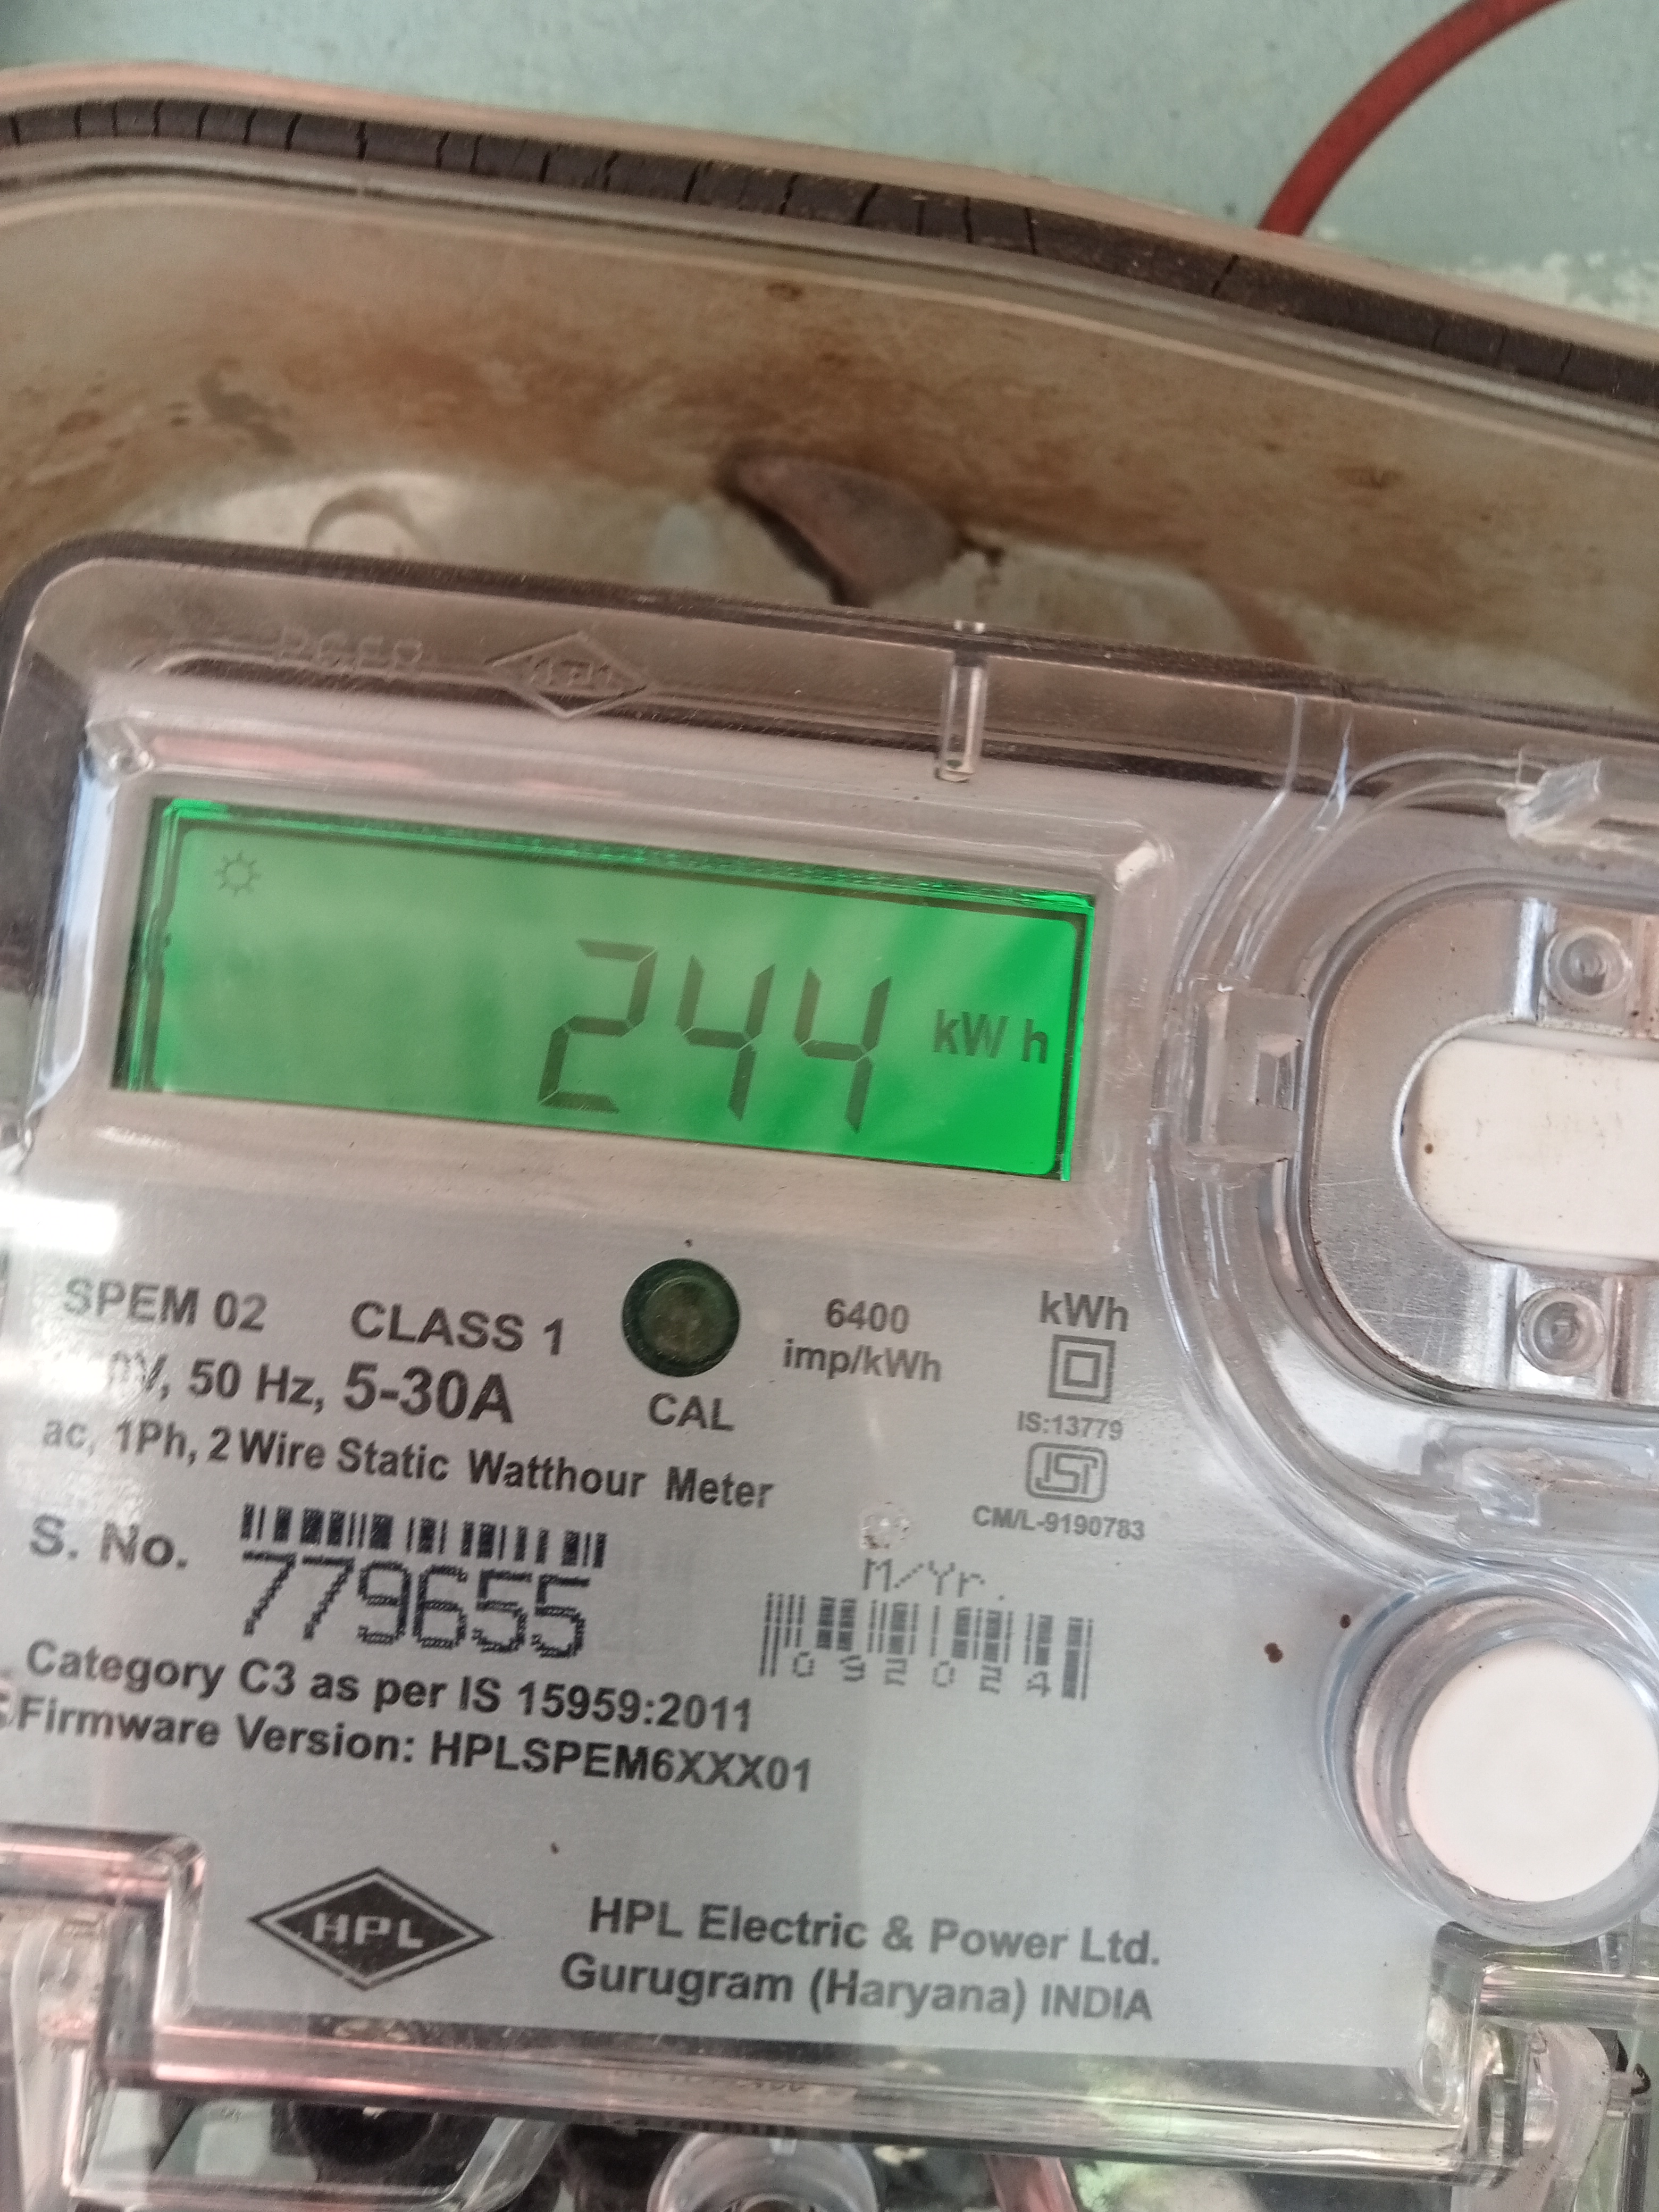 244 kWh
SPEM 02 CLASS 1
6400
imp/kWh
kWh
V, 50 Hz, 5-30A
CAL
IS:13779
ac, 1Ph, 2 Wire Static Watthour Meter
CM/L-9190783
S. No. 779655
M/Yr.
Category C3 as per IS 15959:2011
Firmware Version: HPLSPEM6XXX01
HPL
HPL Electric & Power Ltd.
Gurugram (Haryana) INDIA